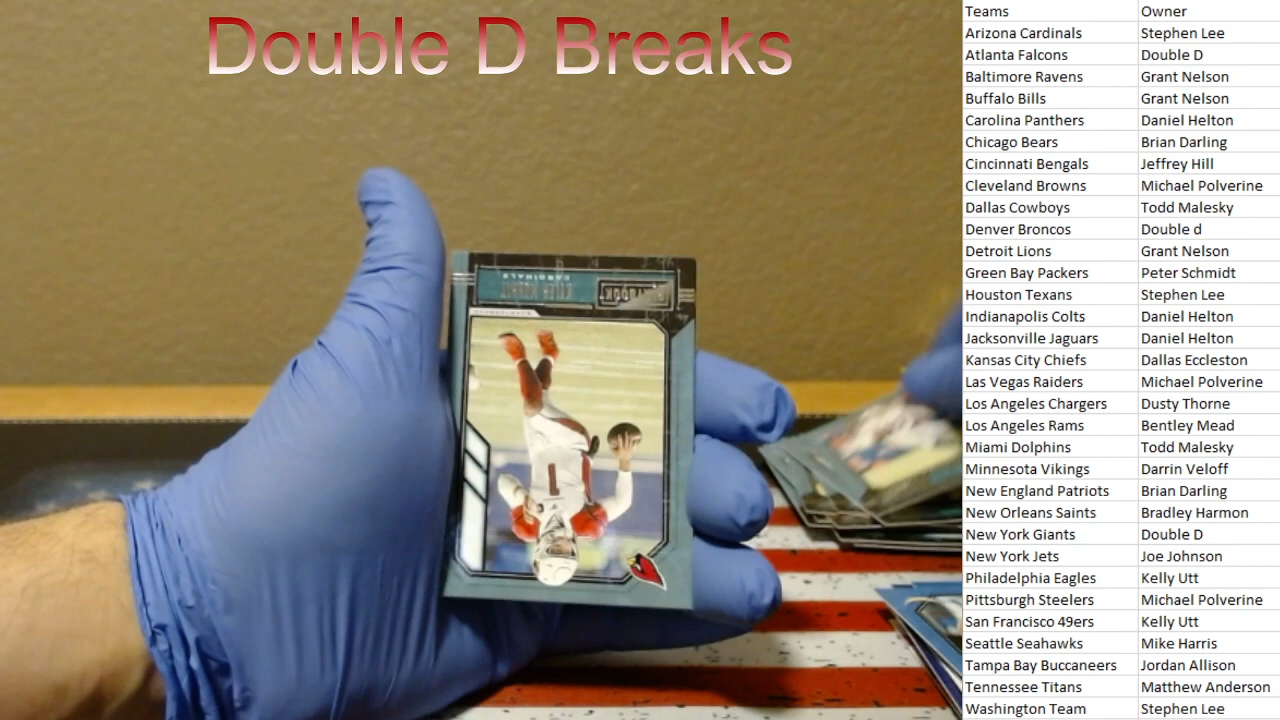 Double D Breaks
Teams Owner
Arizona Cardinals Stephen Lee
Atlanta Falcons Double D
Baltimore Ravens Grant Nelson
Buffalo Bills Grant Nelson
Carolina Panthers Daniel Helton
Chicago Bears Brian Darling
Cincinnati Bengals Jeffrey Hill
Cleveland Browns Michael Polverine
Dallas Cowboys Todd Malesky
Denver Broncos Double d
Detroit Lions Grant Nelson
Green Bay Packers Peter Schmidt
Houston Texans Stephen Lee
Indianapolis Colts Daniel Helton
Jacksonville Jaguars Daniel Helton
Kansas City Chiefs Dallas Eccleston
Las Vegas Raiders Michael Polverine
Los Angeles Chargers Dusty Thorne
Los Angeles Rams Bentley Mead
Miami Dolphins Todd Malesky
Minnesota Vikings Darrin Veloff
New England Patriots Brian Darling
New Orleans Saints Bradley Harmon
New York Giants Double D
New York Jets Joe Johnson
Philadelphia Eagles Kelly Utt
Pittsburgh Steelers Michael Polverine
San Francisco 49ers Kelly Utt
Seattle Seahawks Mike Harris
Tampa Bay Buccaneers Jordan Allison
Tennessee Titans Matthew Anderson
Washington Team Stephen Lee
PLAYBOOK
KYLER MURRAY
CARDINALS
1